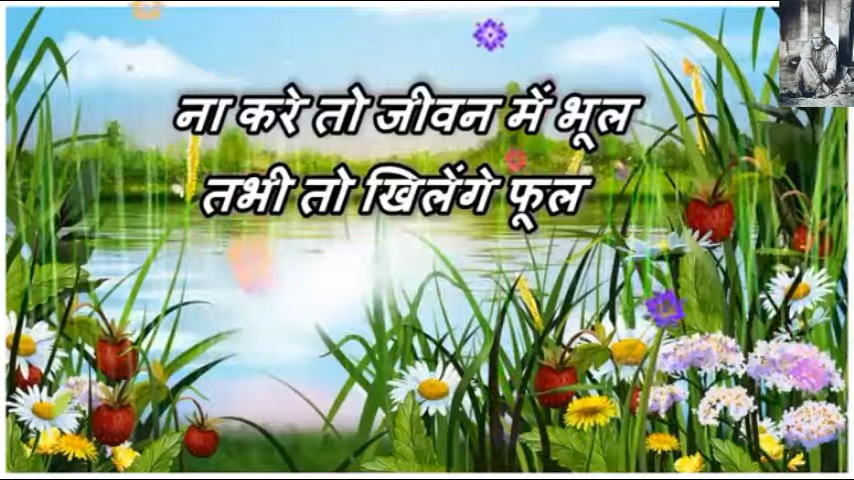 ना करे तो जीवन में भूल
तभी तो खिलेंगे फूल